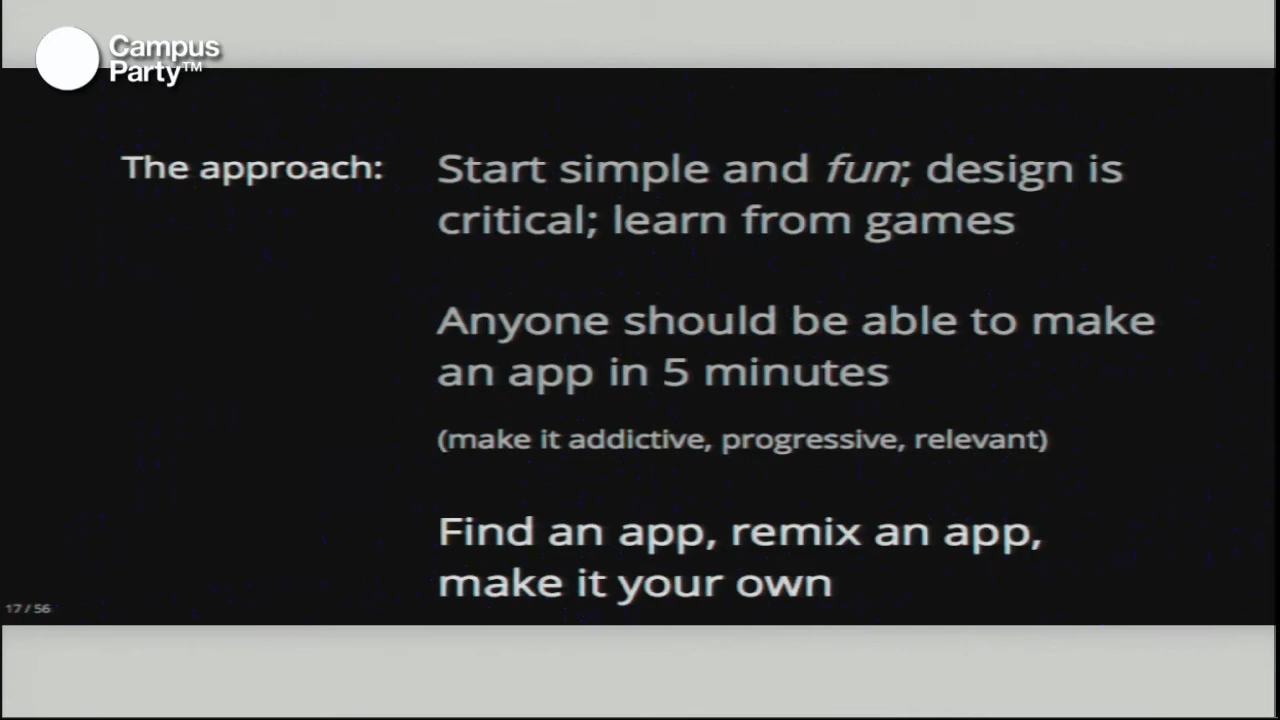 Campus
Party™
The approach:
Start simple and fun; design is
critical; learn from games
Anyone should be able to make
an app in 5 minutes
(make it addictive, progressive, relevant)
Find an app, remix an app,
make it your own
17 / 56